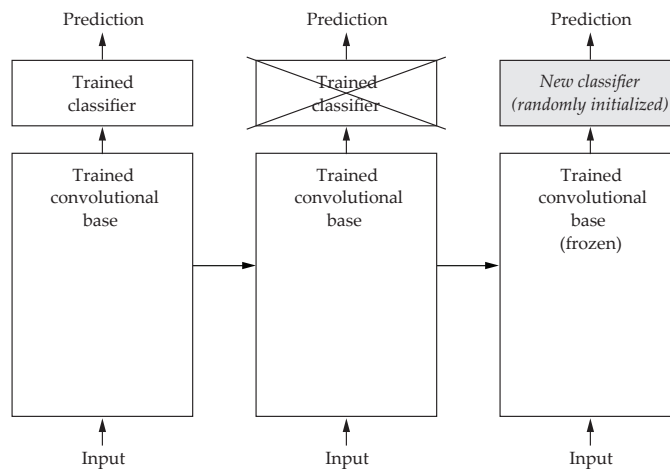 Prediction
Trained
classifier
Trained
convolutional
base
Input
Prediction
Trained
classifier
Trained
convolutional
base
Input
Prediction
New classifier
(randomly initialized)
Trained
convolutional
base
(frozen)
Input